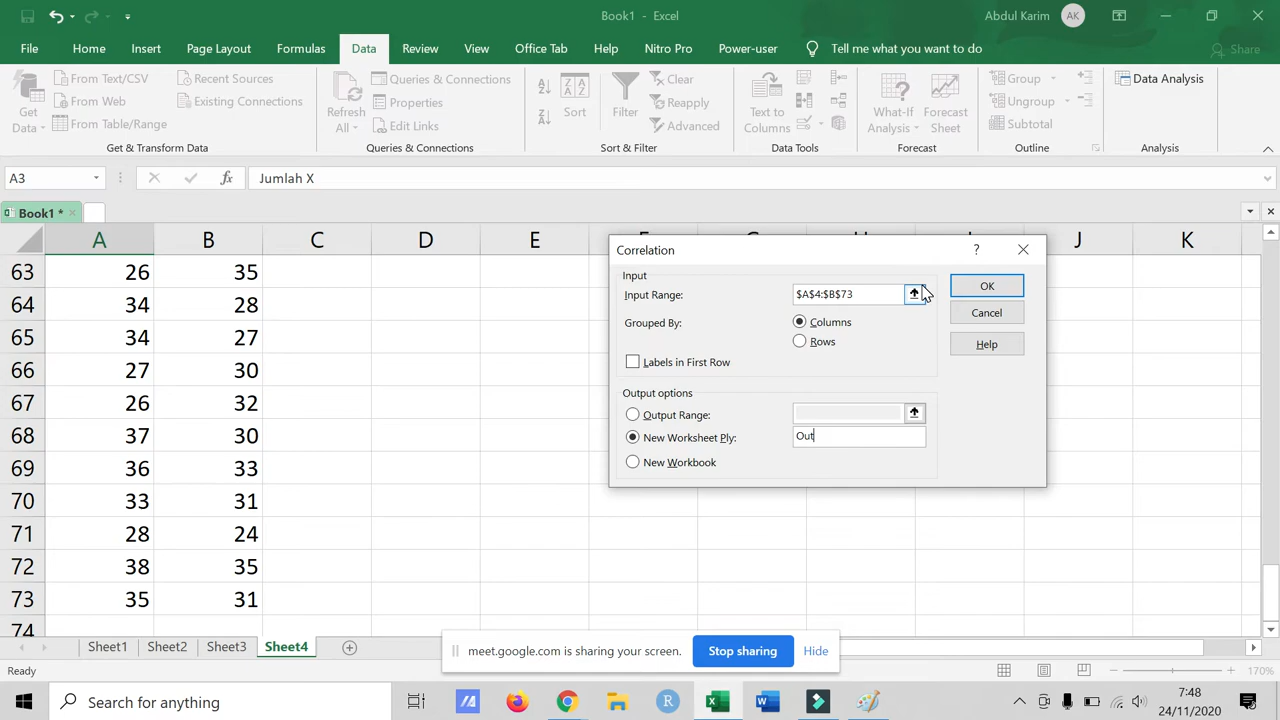 Book1 - Excel
Abdul Karim
AK
File
Home
Insert
Page Layout
Formulas
Data
Review
View
Office Tab
Help
Nitro Pro
Power-user
Tell me what you want to do
Share
Get Data
From Text/CSV
From Web
From Table/Range
Recent Sources
Existing Connections
Get & Transform Data
Refresh All
Queries & Connections
Properties
Edit Links
Queries & Connections
Sort
Filter
Clear
Reapply
Advanced
Sort & Filter
Text to Columns
Data Tools
What-If Analysis
Forecast Sheet
Forecast
Group
Ungroup
Subtotal
Outline
Data Analysis
Analysis
A3
fx
Jumlah X
Book1 *
A B C D E J K
63 26 35
64 34 28
65 34 27
66 27 30
67 26 32
68 37 30
69 36 33
70 33 31
71 28 24
72 38 35
73 35 31
74
Correlation
?
Input
Input Range:
$A$4:$B$73
Grouped By:
Columns
Rows
Labels in First Row
Output options
Output Range:
New Worksheet Ply:
Out
New Workbook
OK
Cancel
Help
Sheet1
Sheet2
Sheet3
Sheet4
meet.google.com is sharing your screen.
Stop sharing
Hide
Ready
170%
Search for anything
7:48
24/11/2020